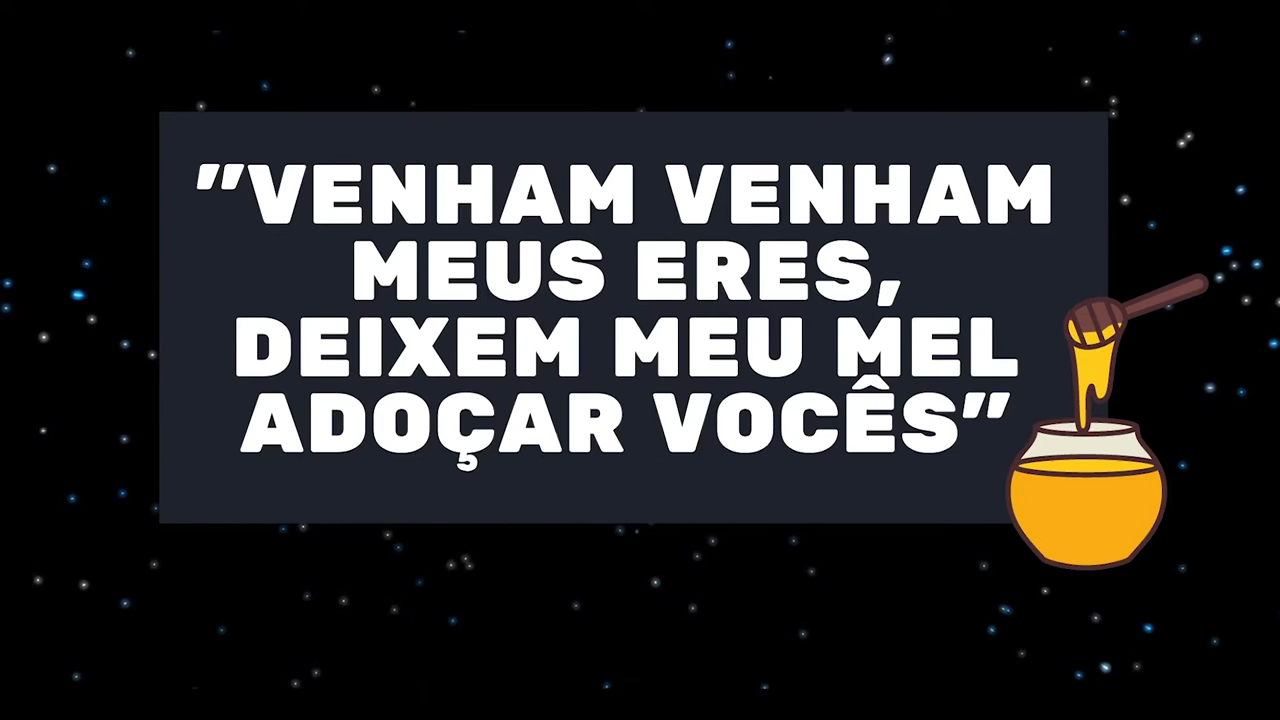 "VENHAM VENHAM
MEUS ERES,
DEIXEM MEU MEL
ADOÇAR VOCÊS"